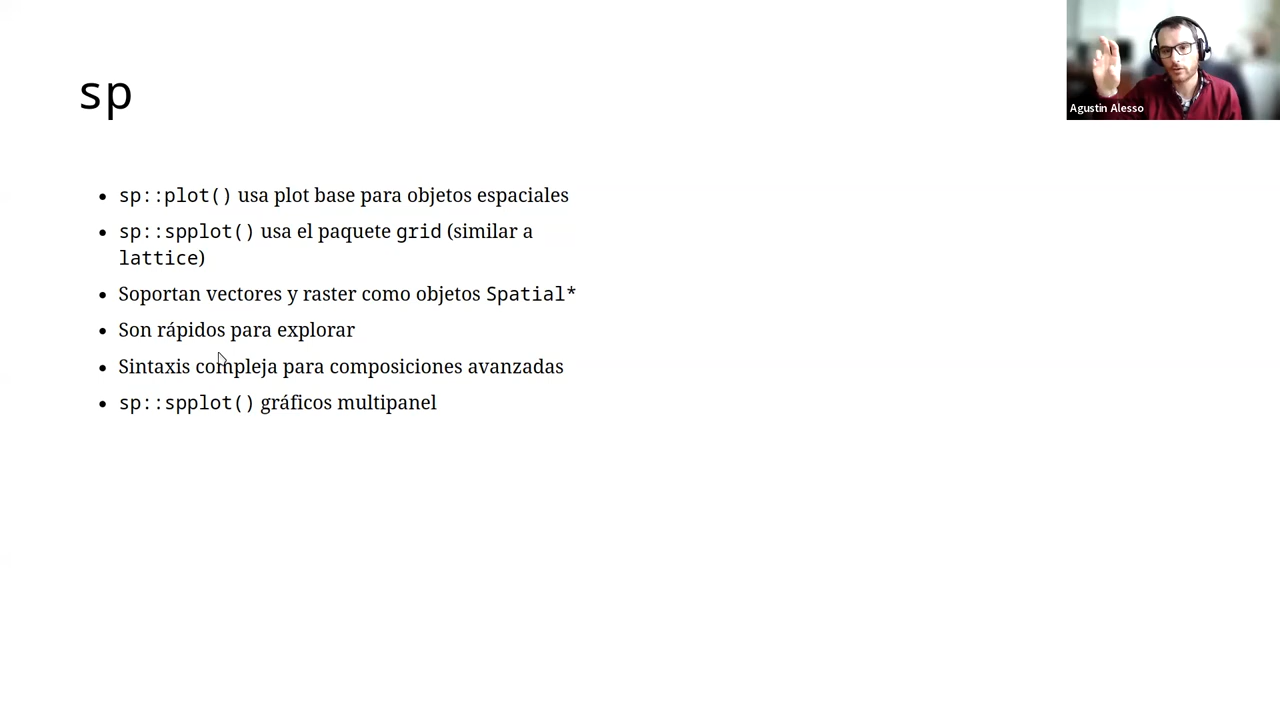 sp
Agustin Alesso
• sp::plot() usa plot base para objetos espaciales
• sp::spplot() usa el paquete grid (similar a
lattice)
• Soportan vectores y raster como objetos Spatial*
• Son rápidos para explorar
• Sintaxis compleja para composiciones avanzadas
• sp::spplot() gráficos multipanel